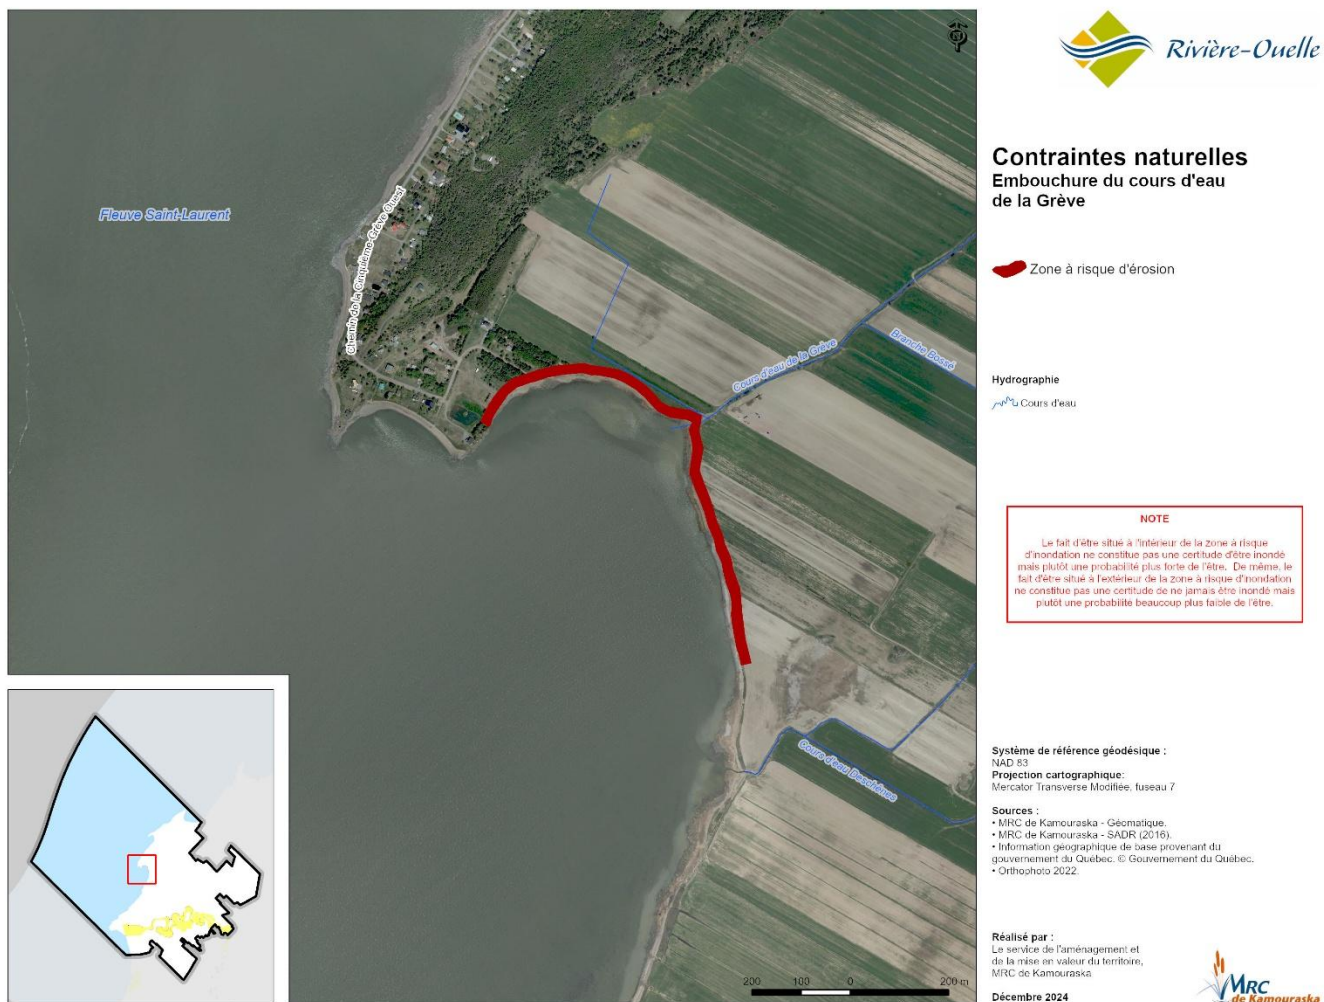 Fleuve Saint-Laurent
Chemin de la Cinquième-Grève Ouest
Cours d'eau de la Grève
Branche Bossé
Cours d'eau Deschênes
200 100 0 200 m
Rivière-Ouelle
Contraintes naturelles
Embouchure du cours d'eau
de la Grève
Zone à risque d'érosion
Hydrographie
Cours d'eau
NOTE
Le fait d'être situé à l'intérieur de la zone à risque
d'inondation ne constitue pas une certitude d'être inondé
mais plutôt une probabilité plus forte de l'être. De même, le
fait d'être situé à l'extérieur de la zone à risque d'inondation
ne constitue pas une certitude de ne jamais être inondé mais
plutôt une probabilité beaucoup plus faible de l'être.
Système de référence géodésique :
NAD 83
Projection cartographique:
Mercator Transverse Modifiée, fuseau 7
Sources :
• MRC de Kamouraska - Géomatique.
• MRC de Kamouraska - SADR (2016).
• Information géographique de base provenant du
gouvernement du Québec. © Gouvernement du Québec.
• Orthophoto 2022.
Réalisé par :
Le service de l'aménagement et
de la mise en valeur du territoire,
MRC de Kamouraska
Décembre 2024
MRC
de Kamouraska